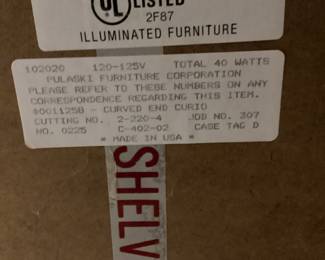 UL LISTED
2F87
ILLUMINATED FURNITURE
102020 120-125V TOTAL 40 WATTS
PULASKI FURNITURE CORPORATION
PLEASE REFER TO THESE NUMBERS ON ANY
CORRESPONDENCE REGARDING THIS ITEM.
#001125B - CURVED END CURIO
CUTTING NO. 2-220-4 JOB NO. 307
NO. 0225 C-402-02 CASE TAG D
* MADE IN USA *
SHELV